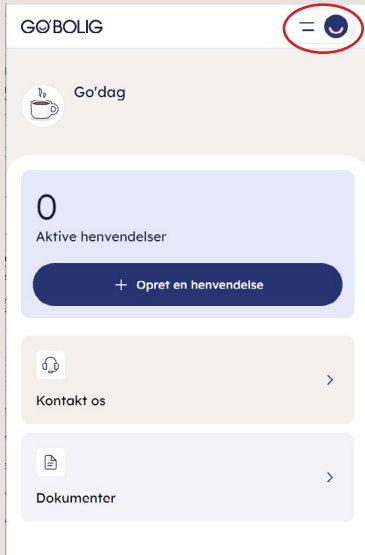 GO'BOLIG
Go'dag
0
Aktive henvendelser
+ Opret en henvendelse
Kontakt os
Dokumenter